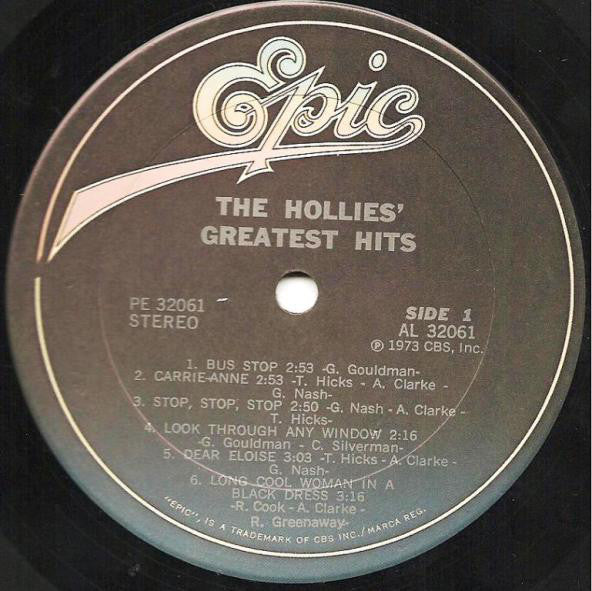 Epic
THE HOLLIES'
GREATEST HITS
PE 32061
STEREO
SIDE 1
AL 32061
Ⓟ 1973 CBS, Inc.
1. BUS STOP 2:53 -G. Gouldman-
2. CARRIE-ANNE 2:53 -T. Hicks - A. Clarke -
G. Nash-
3. STOP, STOP, STOP 2:50 -G. Nash - A. Clarke -
T. Hicks-
4. LOOK THROUGH ANY WINDOW 2:16
-G. Gouldman - C. Silverman-
5. DEAR ELOISE 3:03 -T. Hicks - A. Clarke -
G. Nash-
6. LONG COOL WOMAN IN A
BLACK DRESS 3:16
-R. Cook - A. Clarke -
R. Greenaway-
"EPIC", IS A TRADEMARK OF CBS INC./MARCA REG.